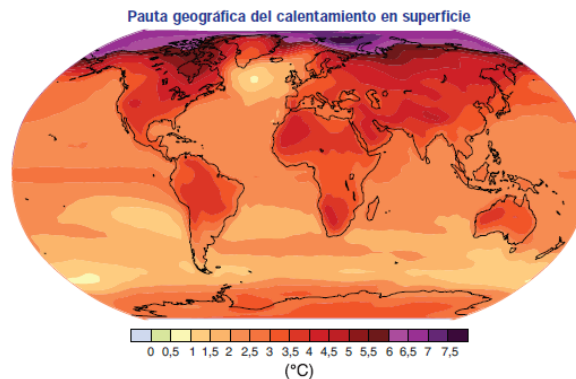 Pauta geográfica del calentamiento en superficie
0 0,5 1 1,5 2 2,5 3 3,5 4 4,5 5 5,5 6 6,5 7 7,5
(°C)